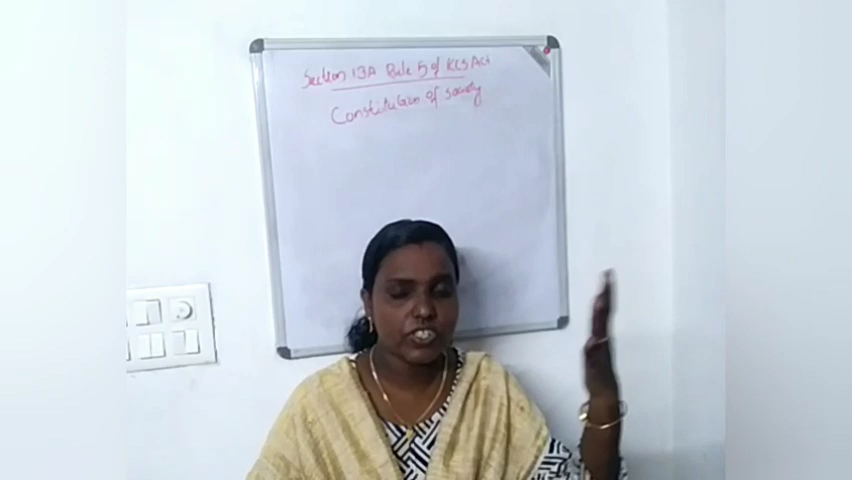 Section 13A Rule 5 of KCS Act
Constitution of society